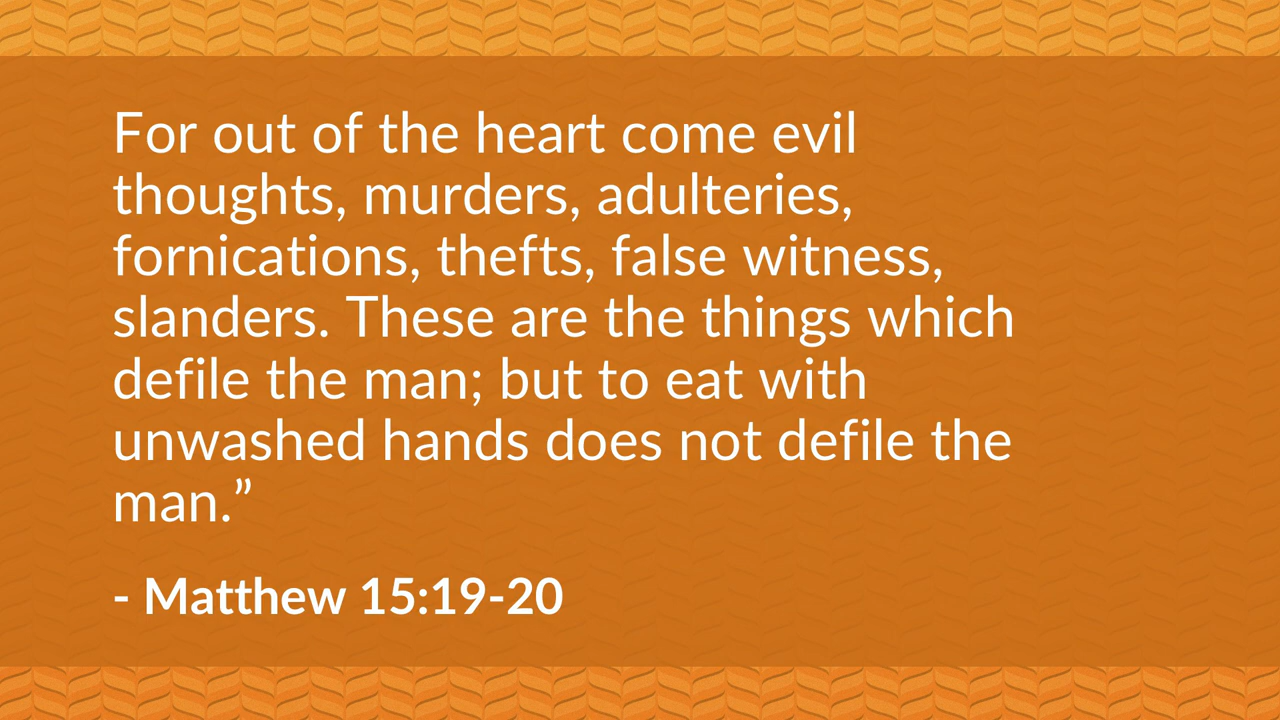 For out of the heart come evil
thoughts, murders, adulteries,
fornications, thefts, false witness,
slanders. These are the things which
defile the man; but to eat with
unwashed hands does not defile the
man.”
- Matthew 15:19-20